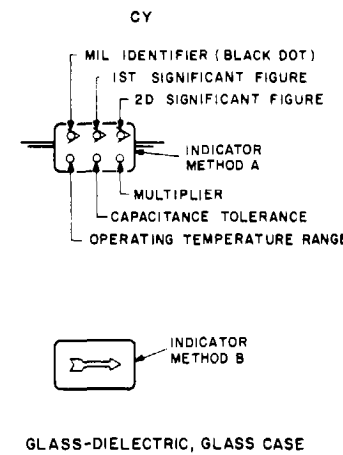 CY
MIL IDENTIFIER (BLACK DOT)
1ST SIGNIFICANT FIGURE
2D SIGNIFICANT FIGURE
INDICATOR
METHOD A
MULTIPLIER
CAPACITANCE TOLERANCE
OPERATING TEMPERATURE RANGE
INDICATOR
METHOD B
GLASS-DIELECTRIC, GLASS CASE